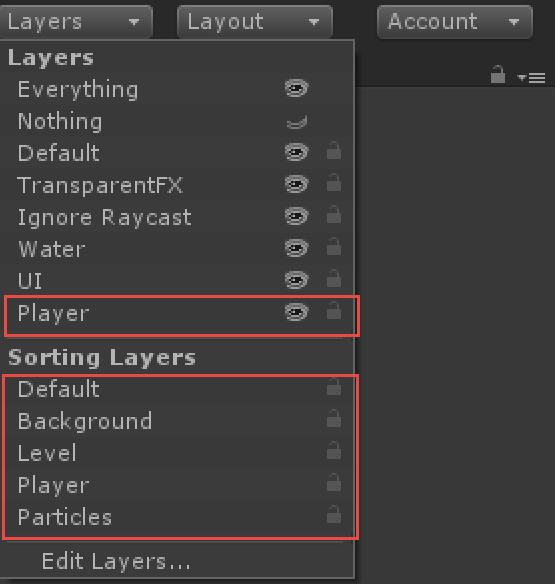 Layers Layout Account
Layers
Everything
Nothing
Default
TransparentFX
Ignore Raycast
Water
UI
Player
Sorting Layers
Default
Background
Level
Player
Particles
Edit Layers...